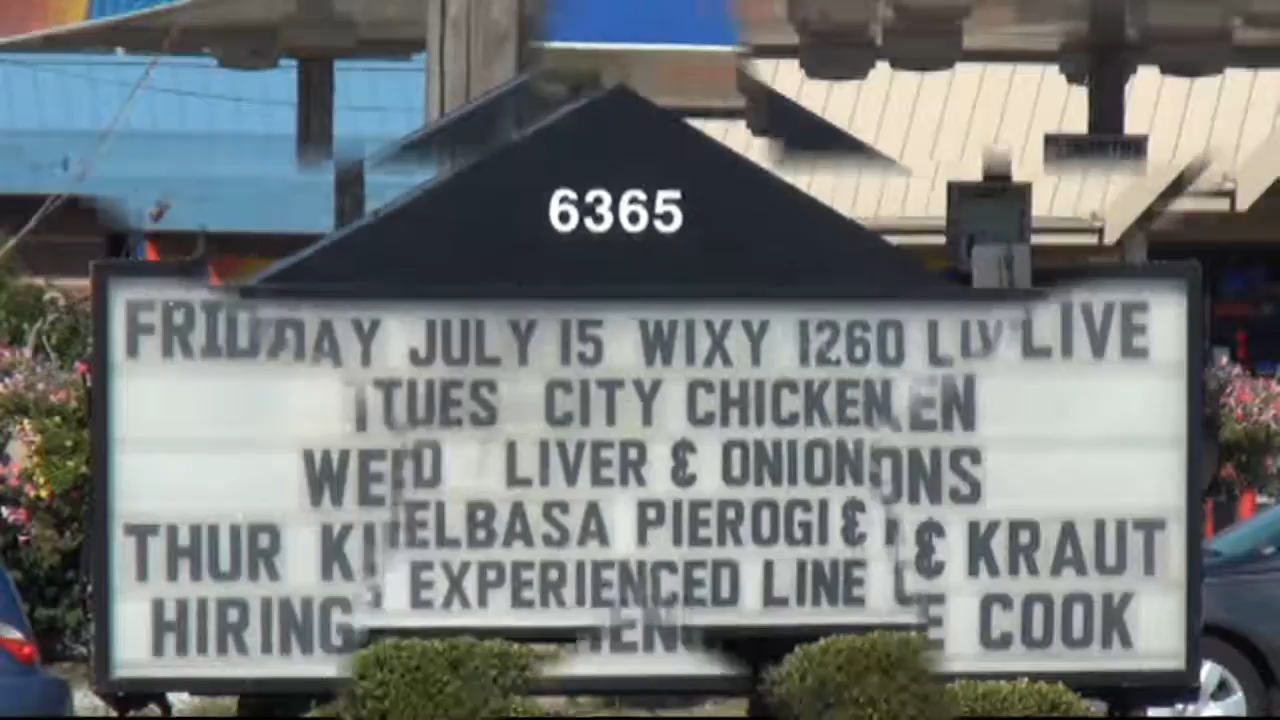 6365
FRIDAY JULY 15 WIXY 1260 LIVE
TUES CITY CHICKEN
WED LIVER & ONIONS
THUR KIELBASA PIEROGI & KRAUT
HIRING EXPERIENCED LINE COOK